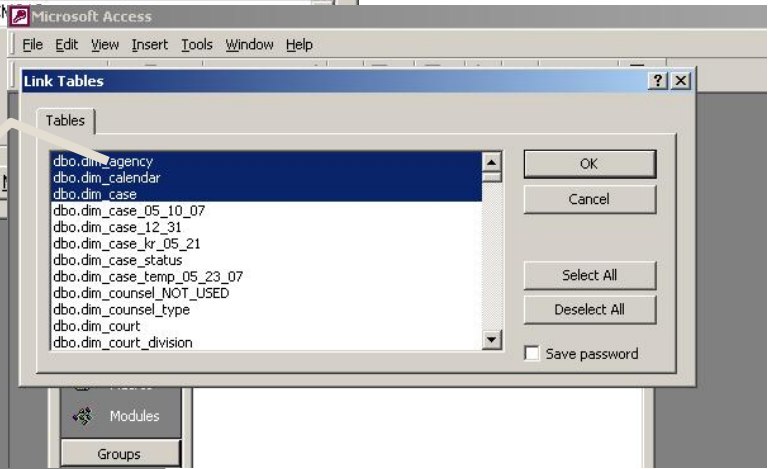 Microsoft Access
File Edit View Insert Tools Window Help
Link Tables
Tables
dbo.dim_agency
dbo.dim_calendar
dbo.dim_case
dbo.dim_case_05_10_07
dbo.dim_case_12_31
dbo.dim_case_kr_05_21
dbo.dim_case_status
dbo.dim_case_temp_05_23_07
dbo.dim_counsel_NOT_USED
dbo.dim_counsel_type
dbo.dim_court
dbo.dim_court_division
OK
Cancel
Select All
Deselect All
Save password
Modules
Groups